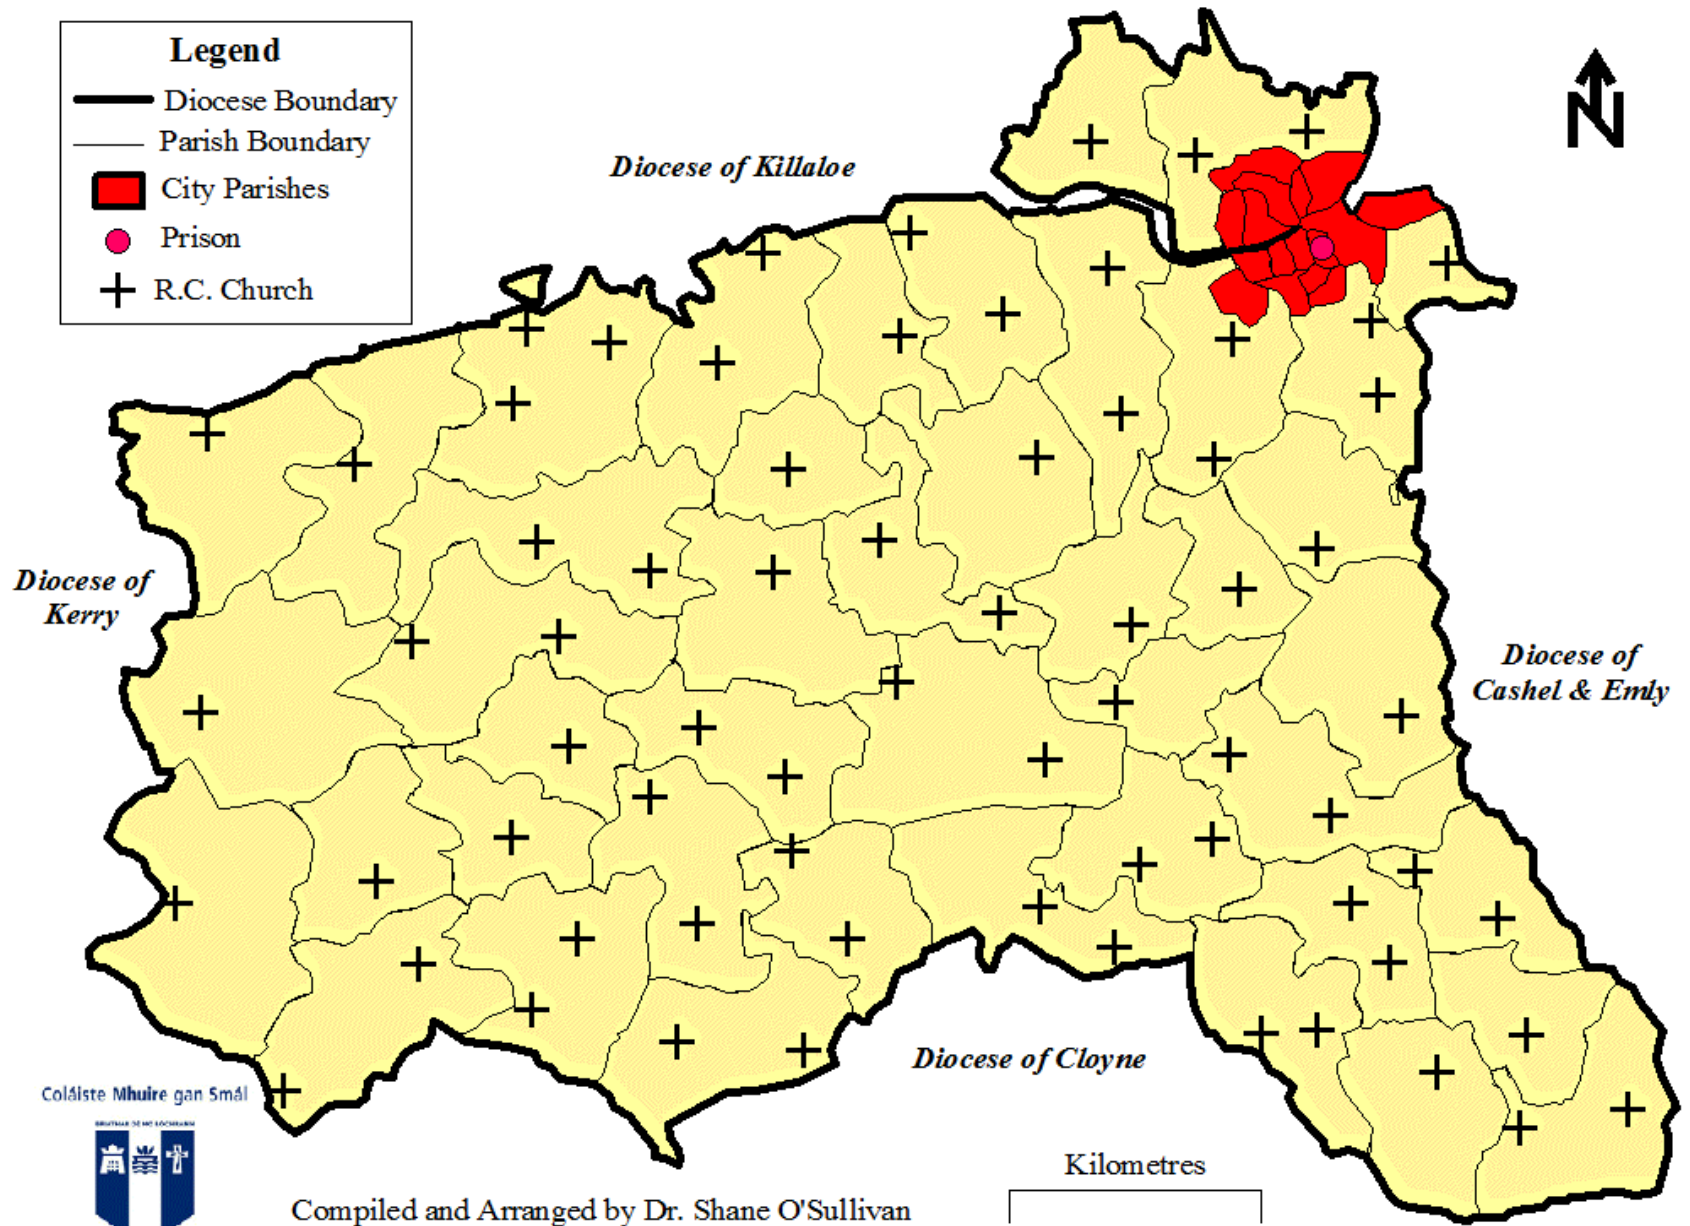 Legend
Diocese Boundary
Parish Boundary
City Parishes
Prison
R.C. Church
N
Diocese of Killaloe
Diocese of
Kerry
Diocese of
Cashel & Emly
Diocese of Cloyne
Coláiste Mhuire gan Smál
Kilometres
Compiled and Arranged by Dr. Shane O'Sullivan